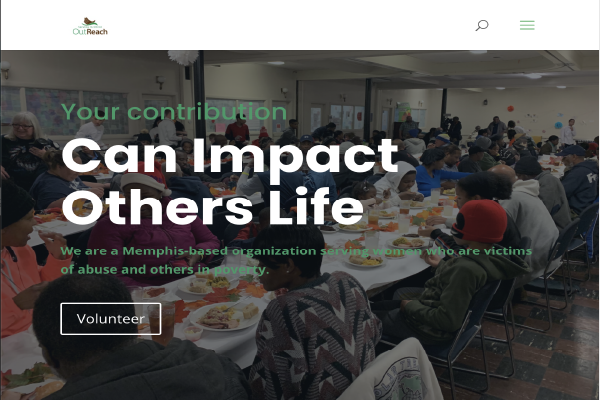 OutReach
Your contribution
Can Impact
Others Life
We are a Memphis-based organization serving women who are victims
of abuse and others in poverty.
Volunteer